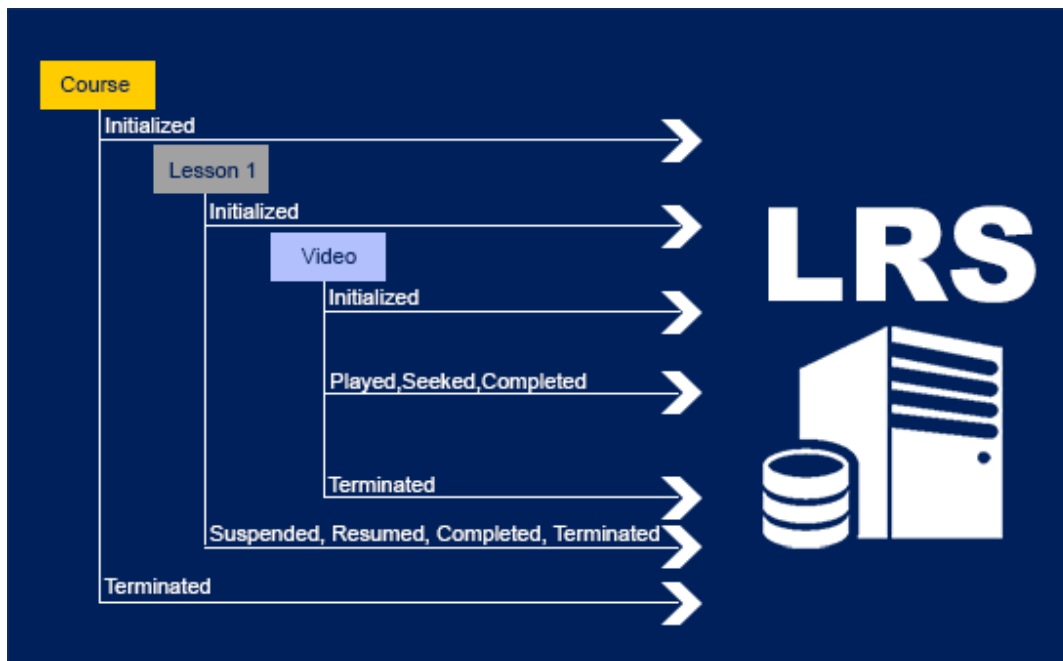 Course
Initialized
Lesson 1
Initialized
Video
LRS
Initialized
Played,Seeked,Completed
Terminated
Suspended, Resumed, Completed, Terminated
Terminated